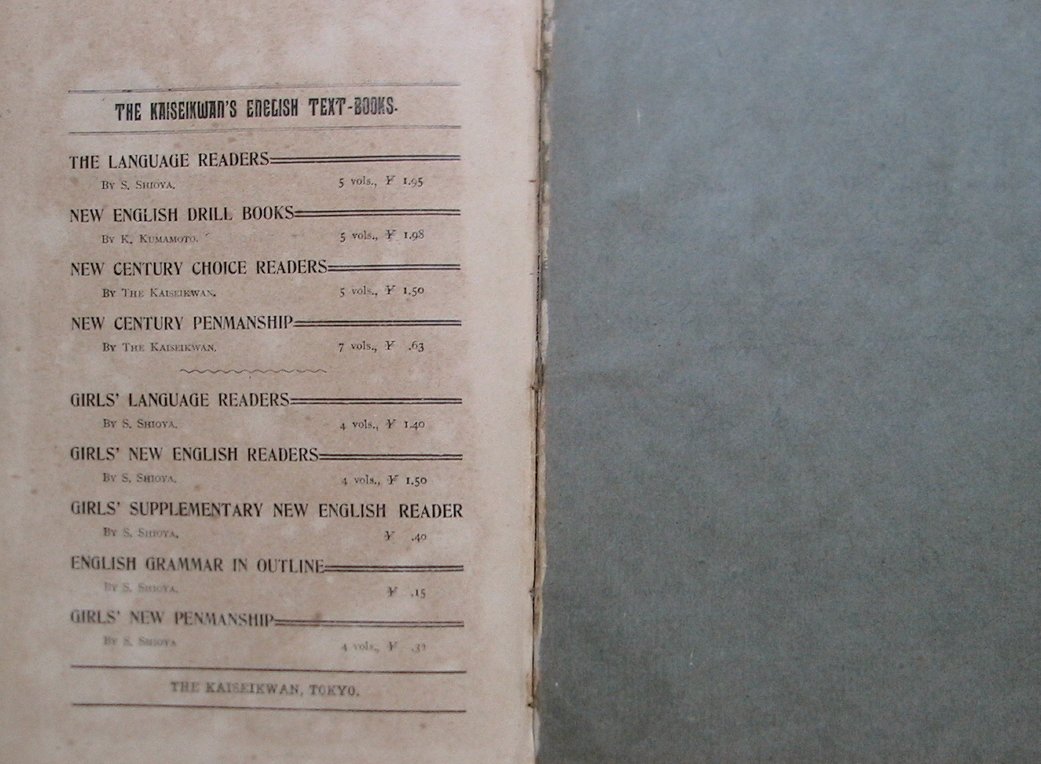 THE KAISEIKWAN'S ENGLISH TEXT-BOOKS.
THE LANGUAGE READERS
BY S. SHIOYA. 5 vols., ¥ 1.95
NEW ENGLISH DRILL BOOKS
BY K. KUMAMOTO. 5 vols., ¥ 1.98
NEW CENTURY CHOICE READERS
BY THE KAISEIKWAN. 5 vols., ¥ 1.50
NEW CENTURY PENMANSHIP
BY THE KAISEIKWAN. 7 vols., ¥ .63
GIRLS' LANGUAGE READERS
BY S. SHIOYA. 4 vols., ¥ 1.40
GIRLS' NEW ENGLISH READERS
BY S. SHIOYA. 4 vols., ¥ 1.50
GIRLS' SUPPLEMENTARY NEW ENGLISH READER
BY S. SHIOYA. ¥ .40
ENGLISH GRAMMAR IN OUTLINE
BY S. SHIOYA. ¥ .15
GIRLS' NEW PENMANSHIP
BY S. SHIOYA 4 vols., ¥
THE KAISEIKWAN, TOKYO.